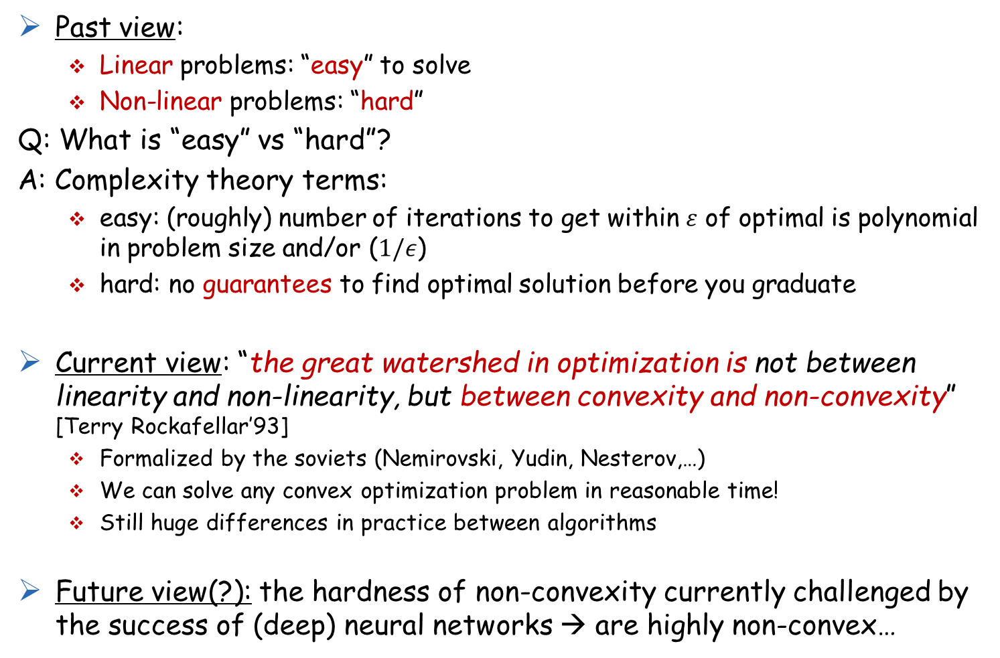 Past view:
Linear problems: “easy” to solve
Non-linear problems: “hard”
Q: What is “easy” vs “hard”?
A: Complexity theory terms:
easy: (roughly) number of iterations to get within ε of optimal is polynomial
in problem size and/or (1/ϵ)
hard: no guarantees to find optimal solution before you graduate
Current view: “the great watershed in optimization is not between
linearity and non-linearity, but between convexity and non-convexity”
[Terry Rockafellar’93]
Formalized by the soviets (Nemirovski, Yudin, Nesterov,…)
We can solve any convex optimization problem in reasonable time!
Still huge differences in practice between algorithms
Future view(?): the hardness of non-convexity currently challenged by
the success of (deep) neural networks → are highly non-convex…